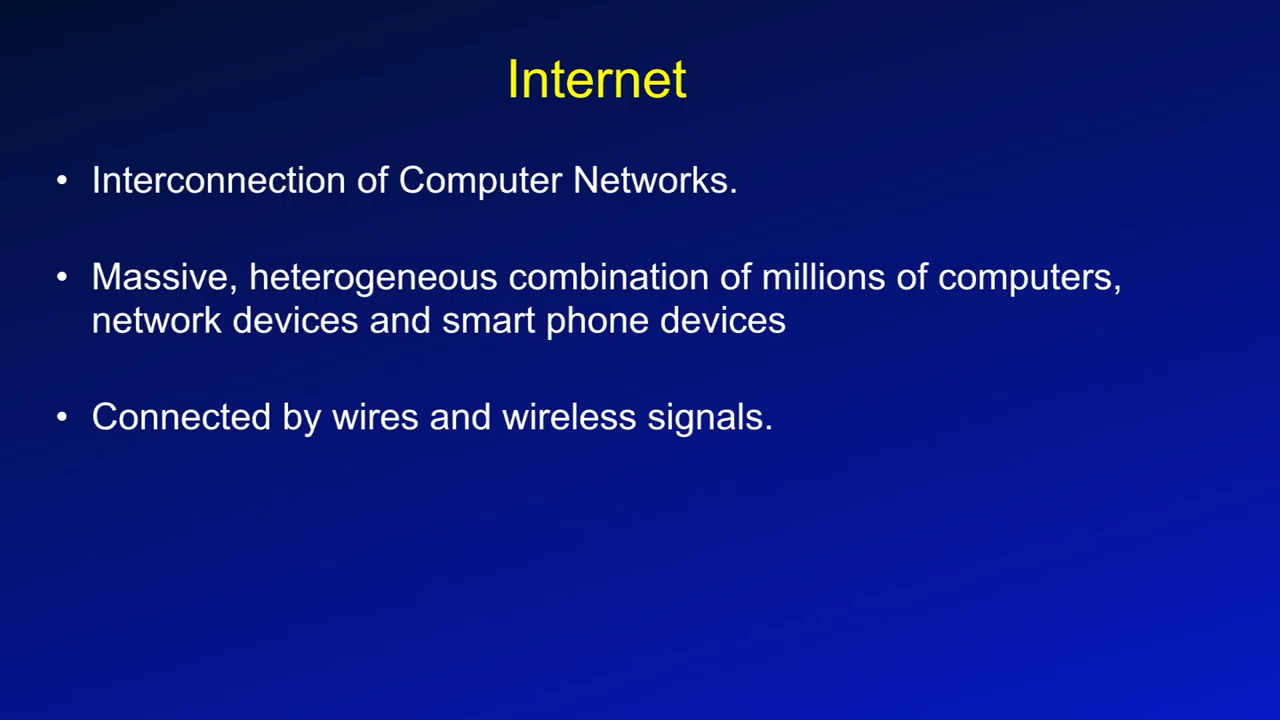 Internet
• Interconnection of Computer Networks.
• Massive, heterogeneous combination of millions of computers,
network devices and smart phone devices
• Connected by wires and wireless signals.